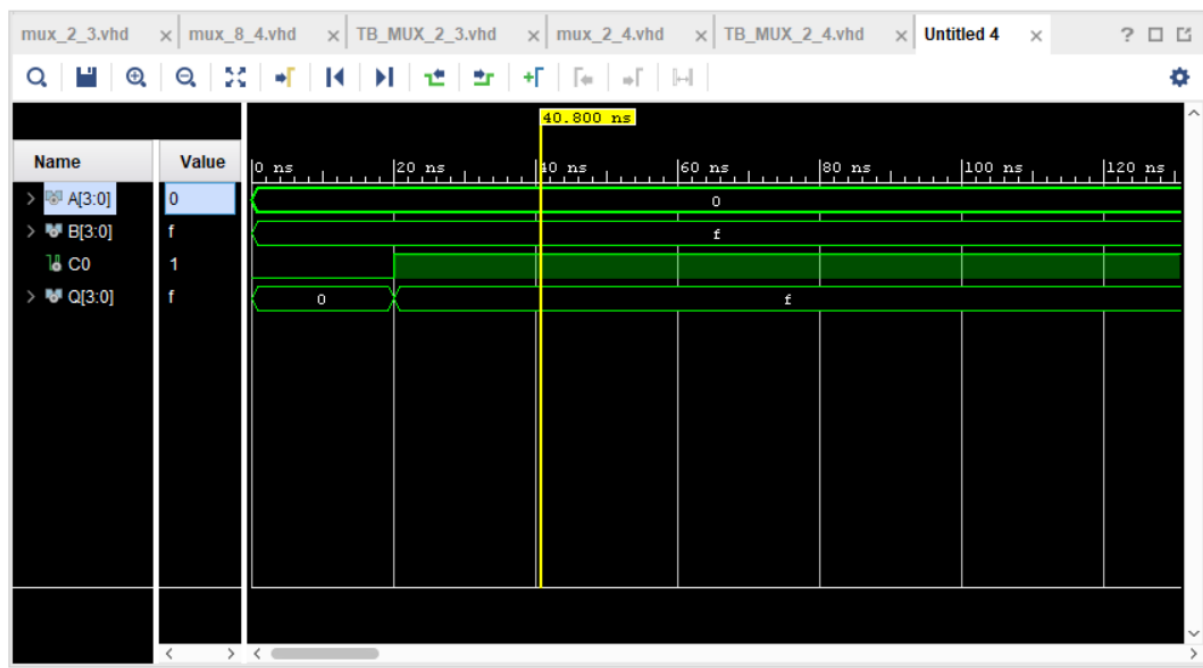 mux_2_3.vhd × mux_8_4.vhd × TB_MUX_2_3.vhd × mux_2_4.vhd × TB_MUX_2_4.vhd × Untitled 4 × ?
40.800 ns
Name Value 0 ns 20 ns 40 ns 60 ns 80 ns 100 ns 120 ns
A[3:0] 0 0
B[3:0] f f
C0 1
Q[3:0] f 0 f